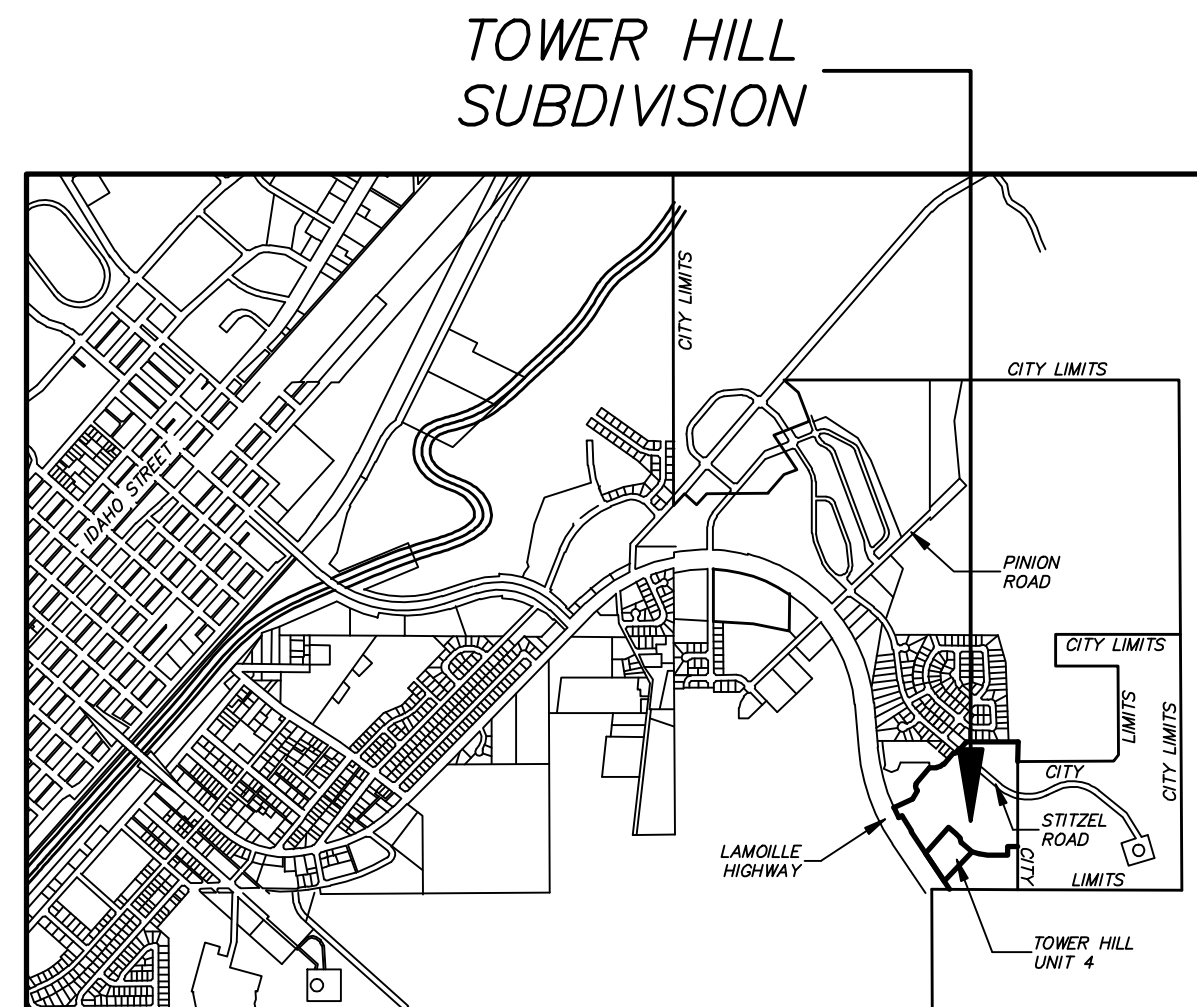 TOWER HILL
SUBDIVISION
CITY LIMITS
CITY LIMITS
IDAHO STREET
PINION
ROAD
CITY LIMITS
LIMITS
CITY LIMITS
CITY
STITZEL
ROAD
LAMOILLE
HIGHWAY
CITY
LIMITS
TOWER HILL
UNIT 4